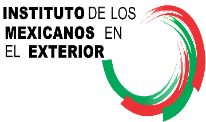 INSTITUTO DE LOS
MEXICANOS EN
EL EXTERIOR